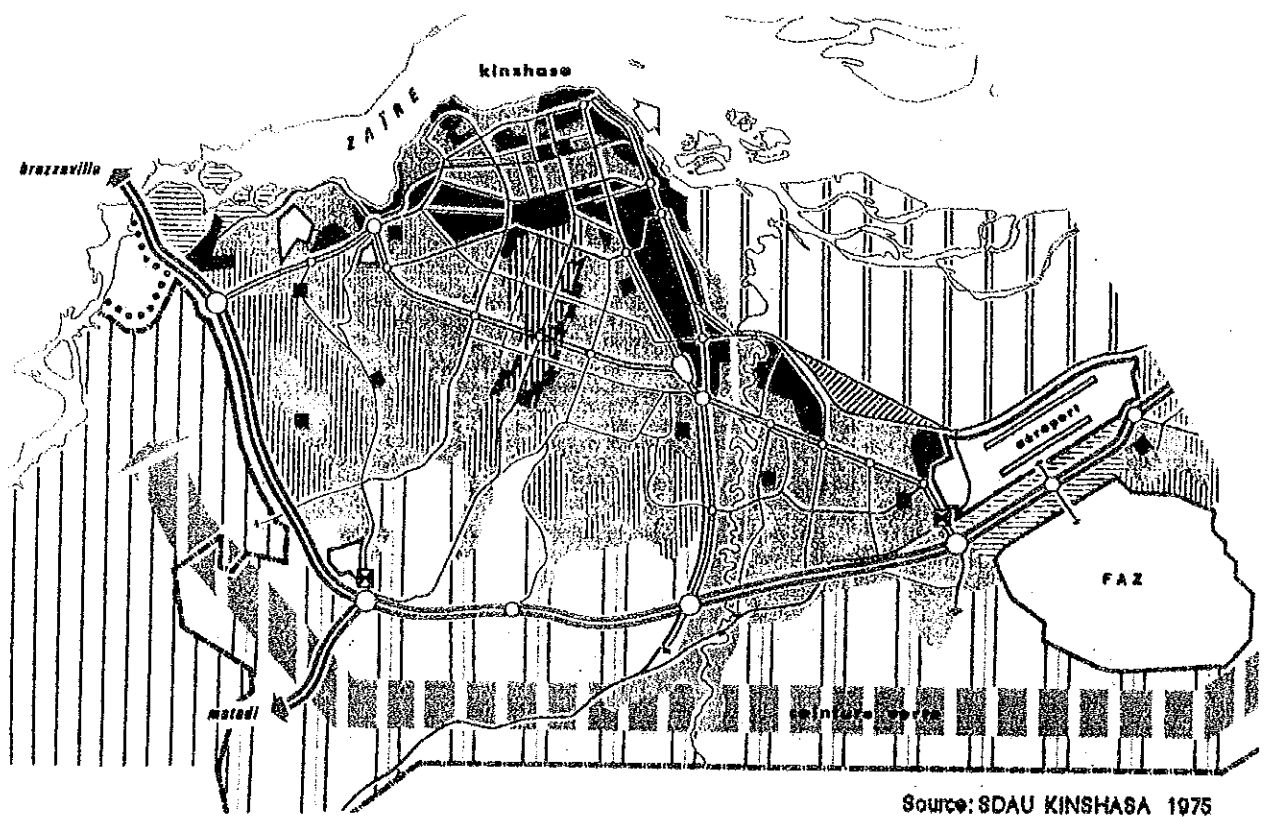 kinshasa
ZAÏRE
brazzaville
aéroport
FAZ
matadi
ceinture verte
Source: SDAU KINSHASA 1975